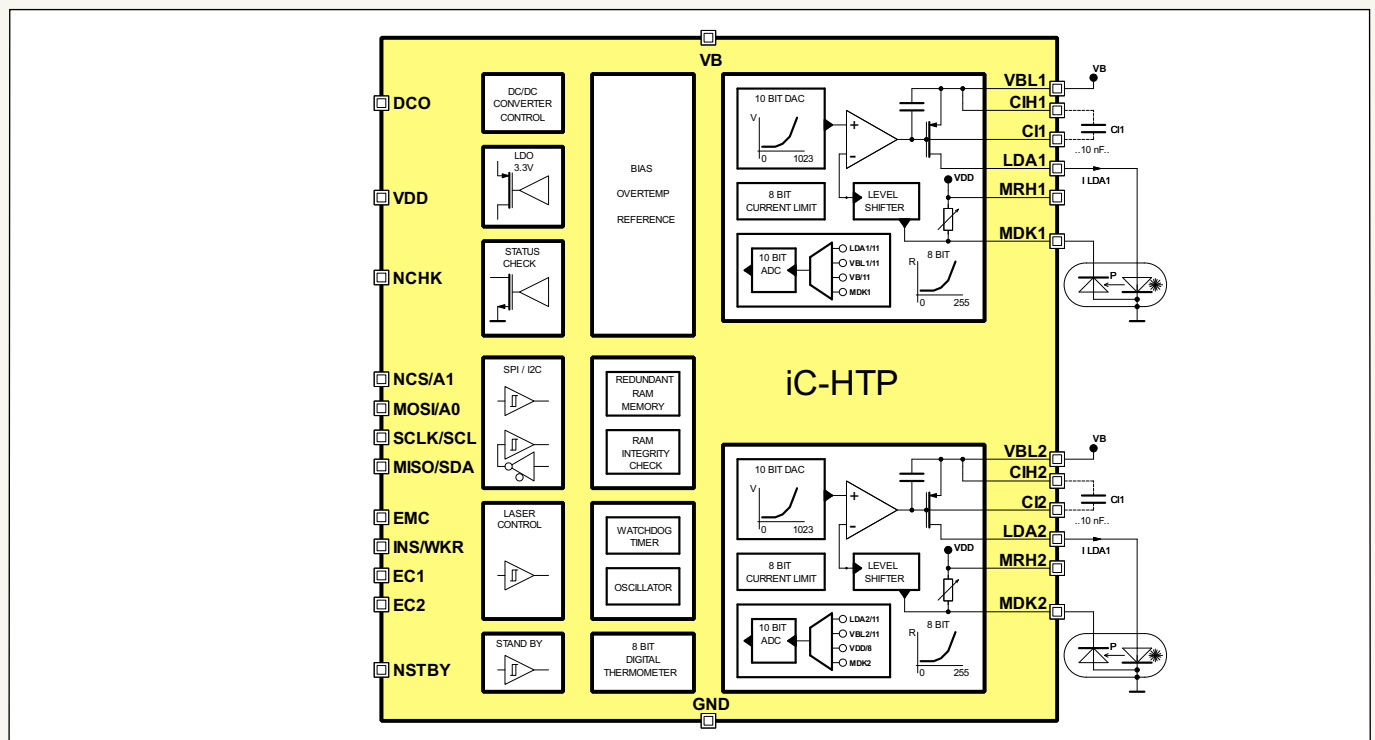 VB
DCO
VDD
NCHK
NCS/A1
MOSI/A0
SCLK/SCL
MISO/SDA
EMC
INS/WKR
EC1
EC2
NSTBY
DC/DC
CONVERTER
CONTROL
LDO
3.3V
STATUS
CHECK
SPI / I2C
LASER
CONTROL
STAND BY
BIAS
OVERTEMP
REFERENCE
REDUNDANT
RAM
MEMORY
RAM
INTEGRITY
CHECK
WATCHDOG
TIMER
OSCILLATOR
8 BIT
DIGITAL
THERMOMETER
GND
iC-HTP
10 BIT DAC
V
0 1023
+
-
8 BIT
CURRENT LIMIT
LEVEL
SHIFTER
VDD
10 BIT
ADC
LDA1/11
VBL1/11
VB/11
MDK1
8 BIT
R
0 255
VBL1
CIH1
CI1
LDA1
MRH1
MDK1
VB
CI1
..10 nF..
I LDA1
P
10 BIT DAC
V
0 1023
+
-
8 BIT
CURRENT LIMIT
LEVEL
SHIFTER
VDD
10 BIT
ADC
LDA2/11
VBL2/11
VDD/8
MDK2
8 BIT
R
0 255
VBL2
CIH2
CI2
LDA2
MRH2
MDK2
VB
CI1
..10 nF..
I LDA1
P